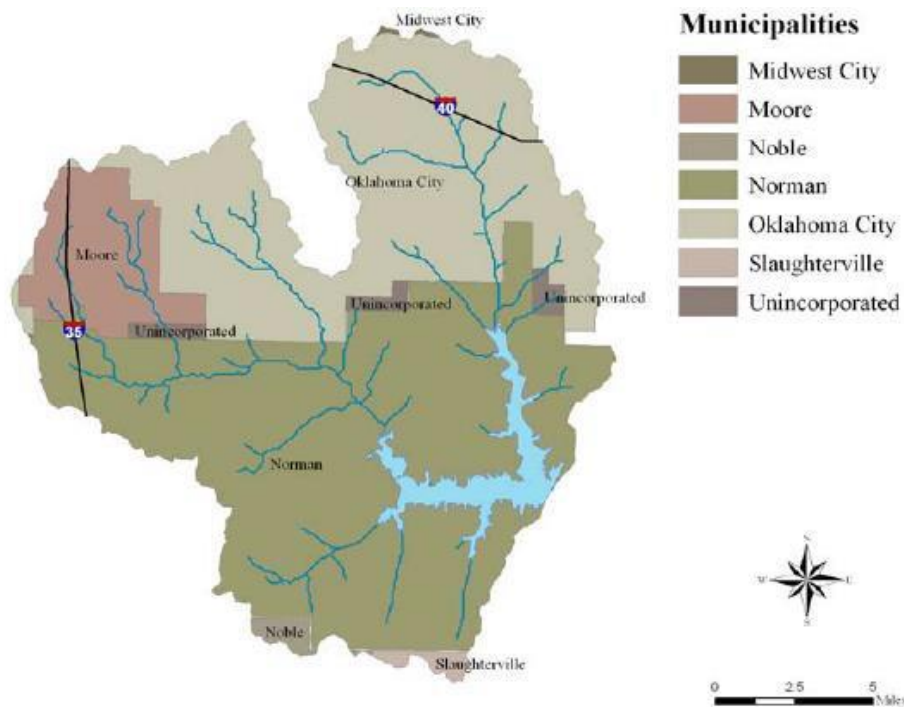 Midwest City
Municipalities
Midwest City
Moore
Noble
Norman
Oklahoma City
Slaughterville
Unincorporated
40
Oklahoma City
Moore
Unincorporated
Unincorporated
35
Unincorporated
Norman
Noble
Slaughterville
N
W E
S
0 2.5 5
Miles